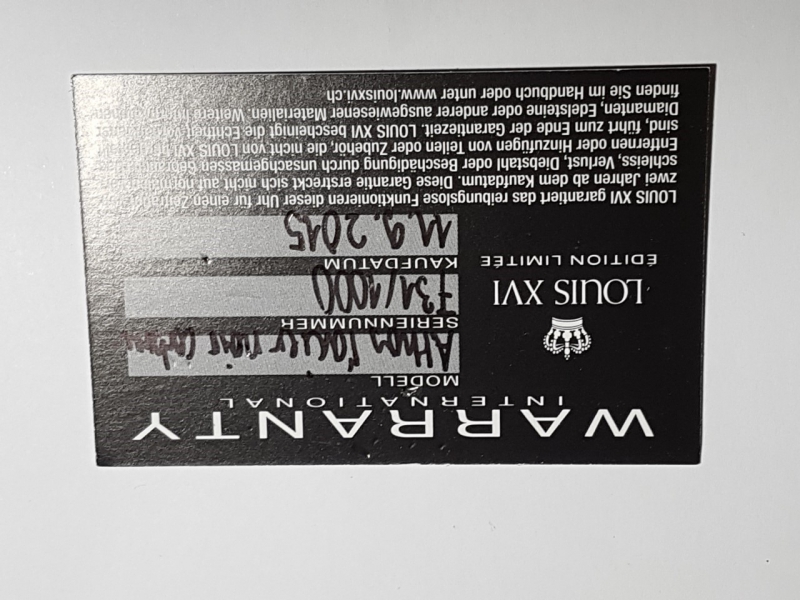 WARRANTY
INTERNATIONAL
LOUIS XVI
ÉDITION LIMITÉE
MODELL
Athos l'acier noir
SERIENNUMMER
731/1000
KAUFDATUM
11.9.2015
LOUIS XVI garantiert das reibungslose Funktionieren dieser Uhr für einen Zeitraum von
zwei Jahren ab dem Kaufdatum. Diese Garantie erstreckt sich nicht auf normalen
schleiss, Verlust, Diebstahl oder Beschädigung durch unsachgemässen Gebrauch
Entfernen oder Hinzufügen von Teilen oder Zubehör, die nicht von LOUIS XVI
sind, führt zum Ende der Garantiezeit. LOUIS XVI bescheinigt die Echtheit
Diamanten, Edelsteine oder anderer ausgewiesener Materialien. Weitere
finden Sie im Handbuch oder unter www.louisxvi.ch